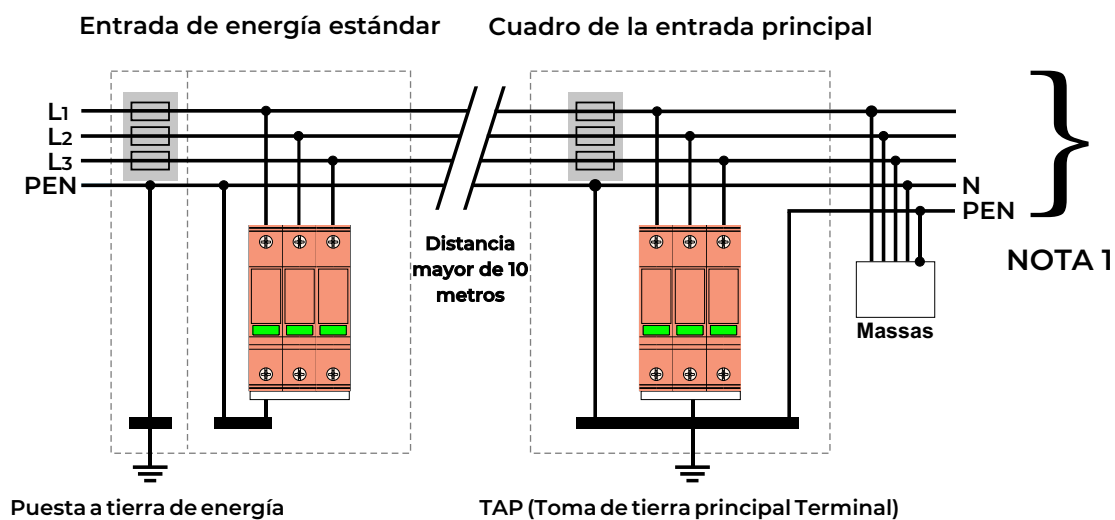 Entrada de energía estándar
Cuadro de la entrada principal
L1
L2
L3
PEN
N
PEN
Distancia
mayor de 10
metros
NOTA 1
Massas
Puesta a tierra de energía
TAP (Toma de tierra principal Terminal)